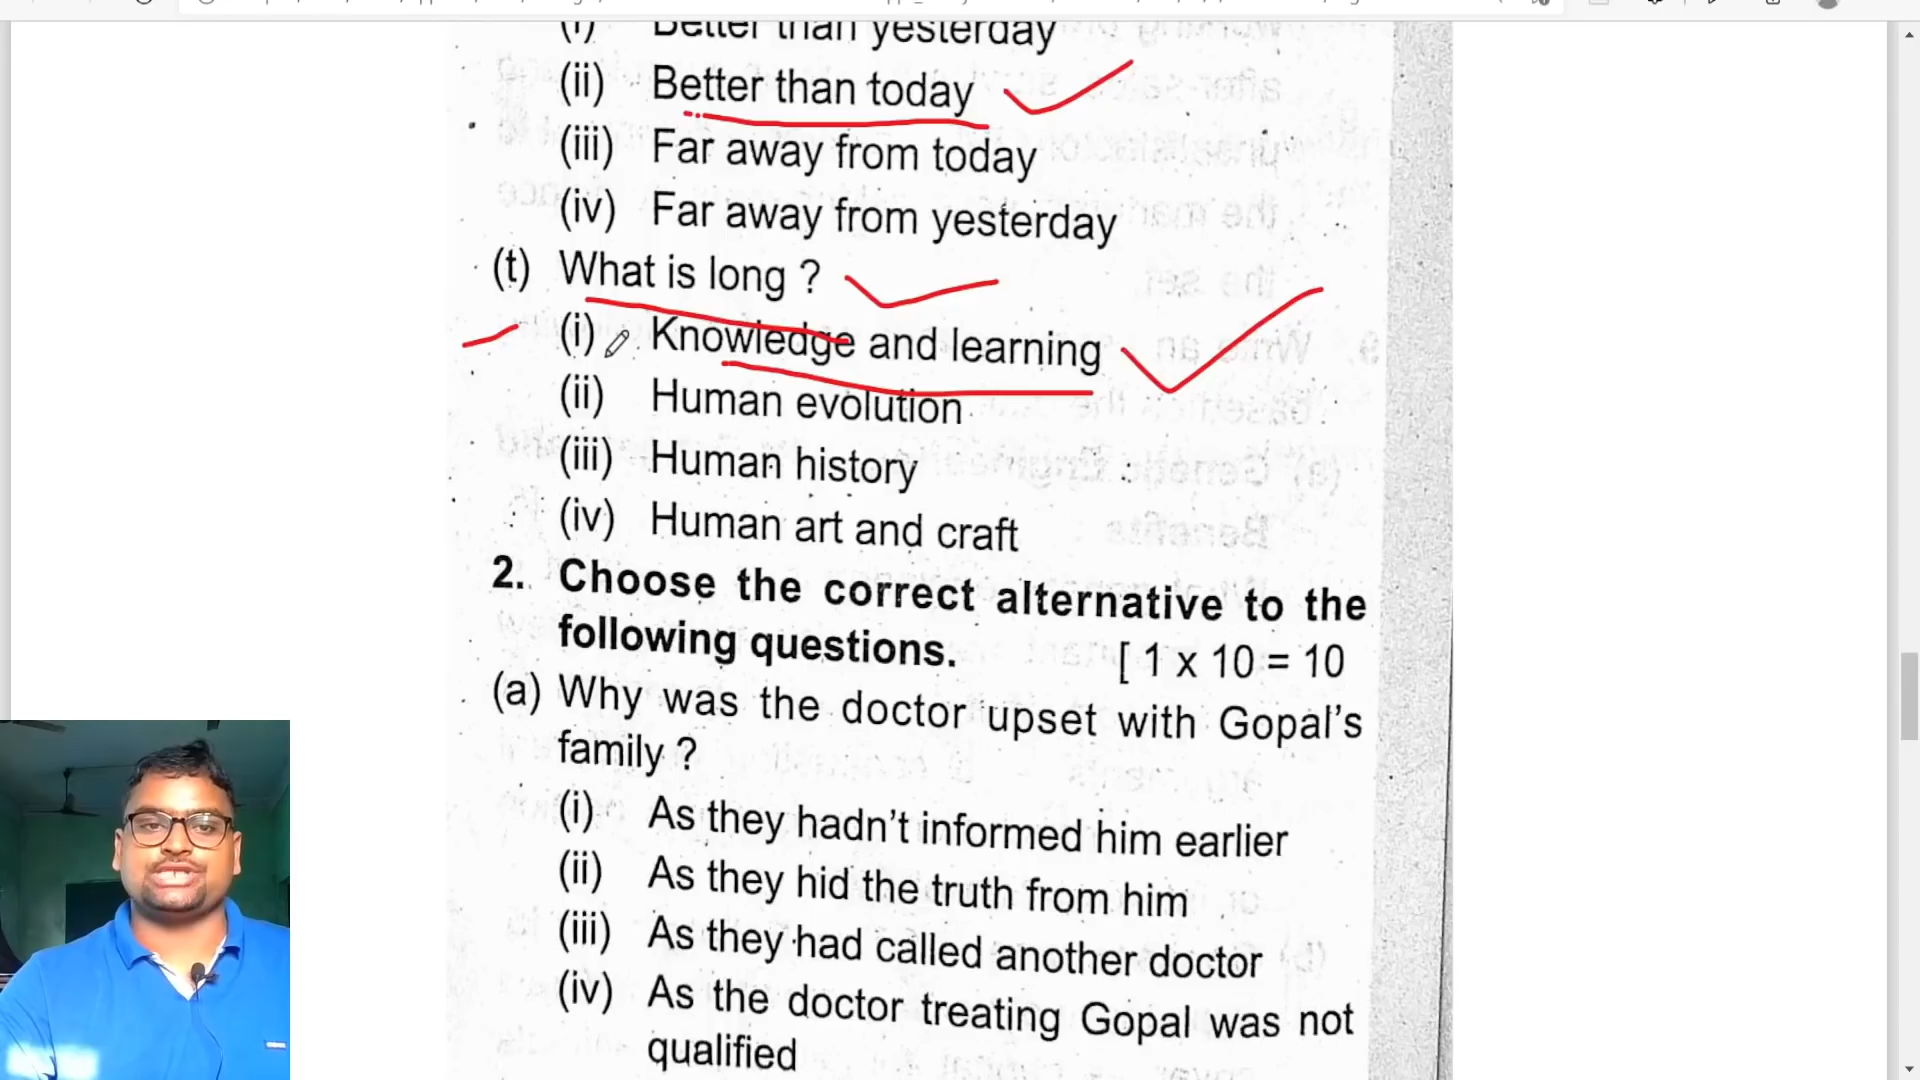 (i) Better than yesterday
(ii) Better than today
(iii) Far away from today
(iv) Far away from yesterday
(t) What is long ?
(i) Knowledge and learning
(ii) Human evolution
(iii) Human history
(iv) Human art and craft
2. Choose the correct alternative to the
following questions. [ 1 x 10 = 10
(a) Why was the doctor upset with Gopal's
family ?
(i) As they hadn't informed him earlier
(ii) As they hid the truth from him
(iii) As they had called another doctor
(iv) As the doctor treating Gopal was not
qualified